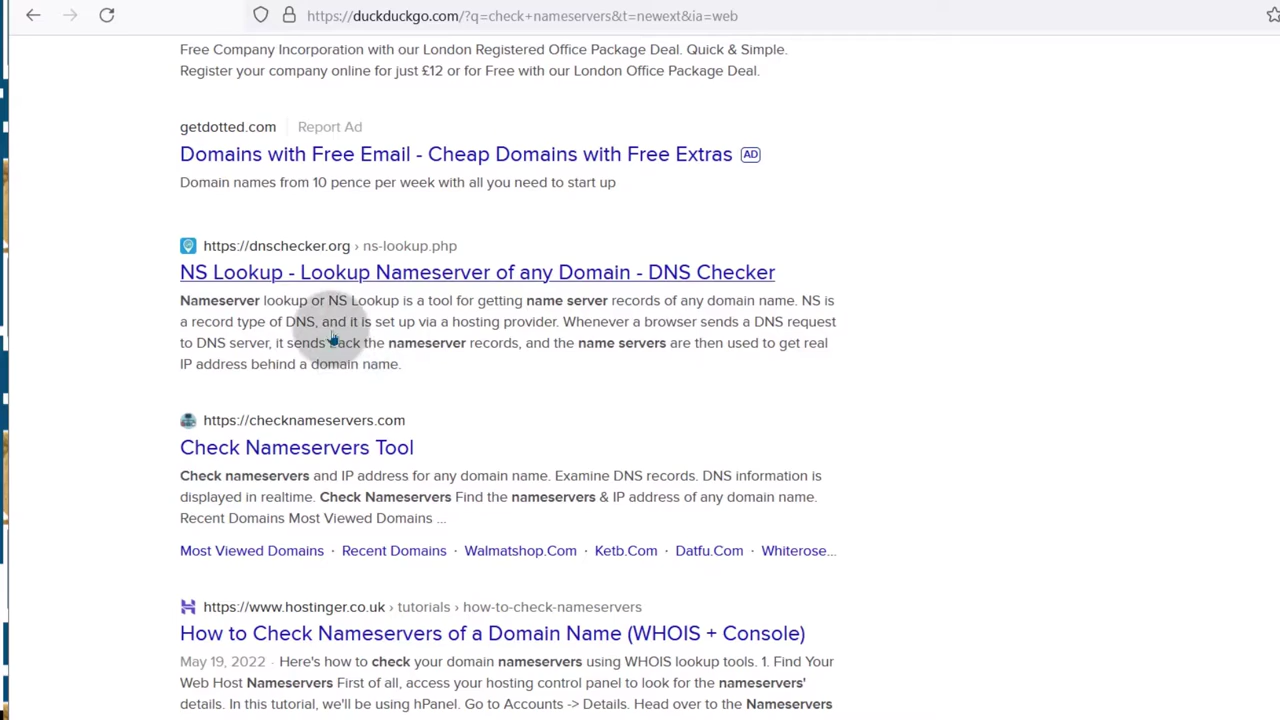 https://duckduckgo.com/?q=check+nameservers&t=newext&ia=web
Free Company Incorporation with our London Registered Office Package Deal. Quick & Simple.
Register your company online for just £12 or for Free with our London Office Package Deal.
getdotted.com Report Ad
Domains with Free Email - Cheap Domains with Free Extras AD
Domain names from 10 pence per week with all you need to start up
https://dnschecker.org › ns-lookup.php
NS Lookup - Lookup Nameserver of any Domain - DNS Checker
Nameserver lookup or NS Lookup is a tool for getting name server records of any domain name. NS is
a record type of DNS, and it is set up via a hosting provider. Whenever a browser sends a DNS request
to DNS server, it sends back the nameserver records, and the name servers are then used to get real
IP address behind a domain name.
https://checknameservers.com
Check Nameservers Tool
Check nameservers and IP address for any domain name. Examine DNS records. DNS information is
displayed in realtime. Check Nameservers Find the nameservers & IP address of any domain name.
Recent Domains Most Viewed Domains ...
Most Viewed Domains · Recent Domains · Walmatshop.Com · Ketb.Com · Datfu.Com · Whiterose...
https://www.hostinger.co.uk › tutorials › how-to-check-nameservers
How to Check Nameservers of a Domain Name (WHOIS + Console)
May 19, 2022 · Here's how to check your domain nameservers using WHOIS lookup tools. 1. Find Your
Web Host Nameservers First of all, access your hosting control panel to look for the nameservers'
details. In this tutorial, we'll be using hPanel. Go to Accounts -> Details. Head over to the Nameservers